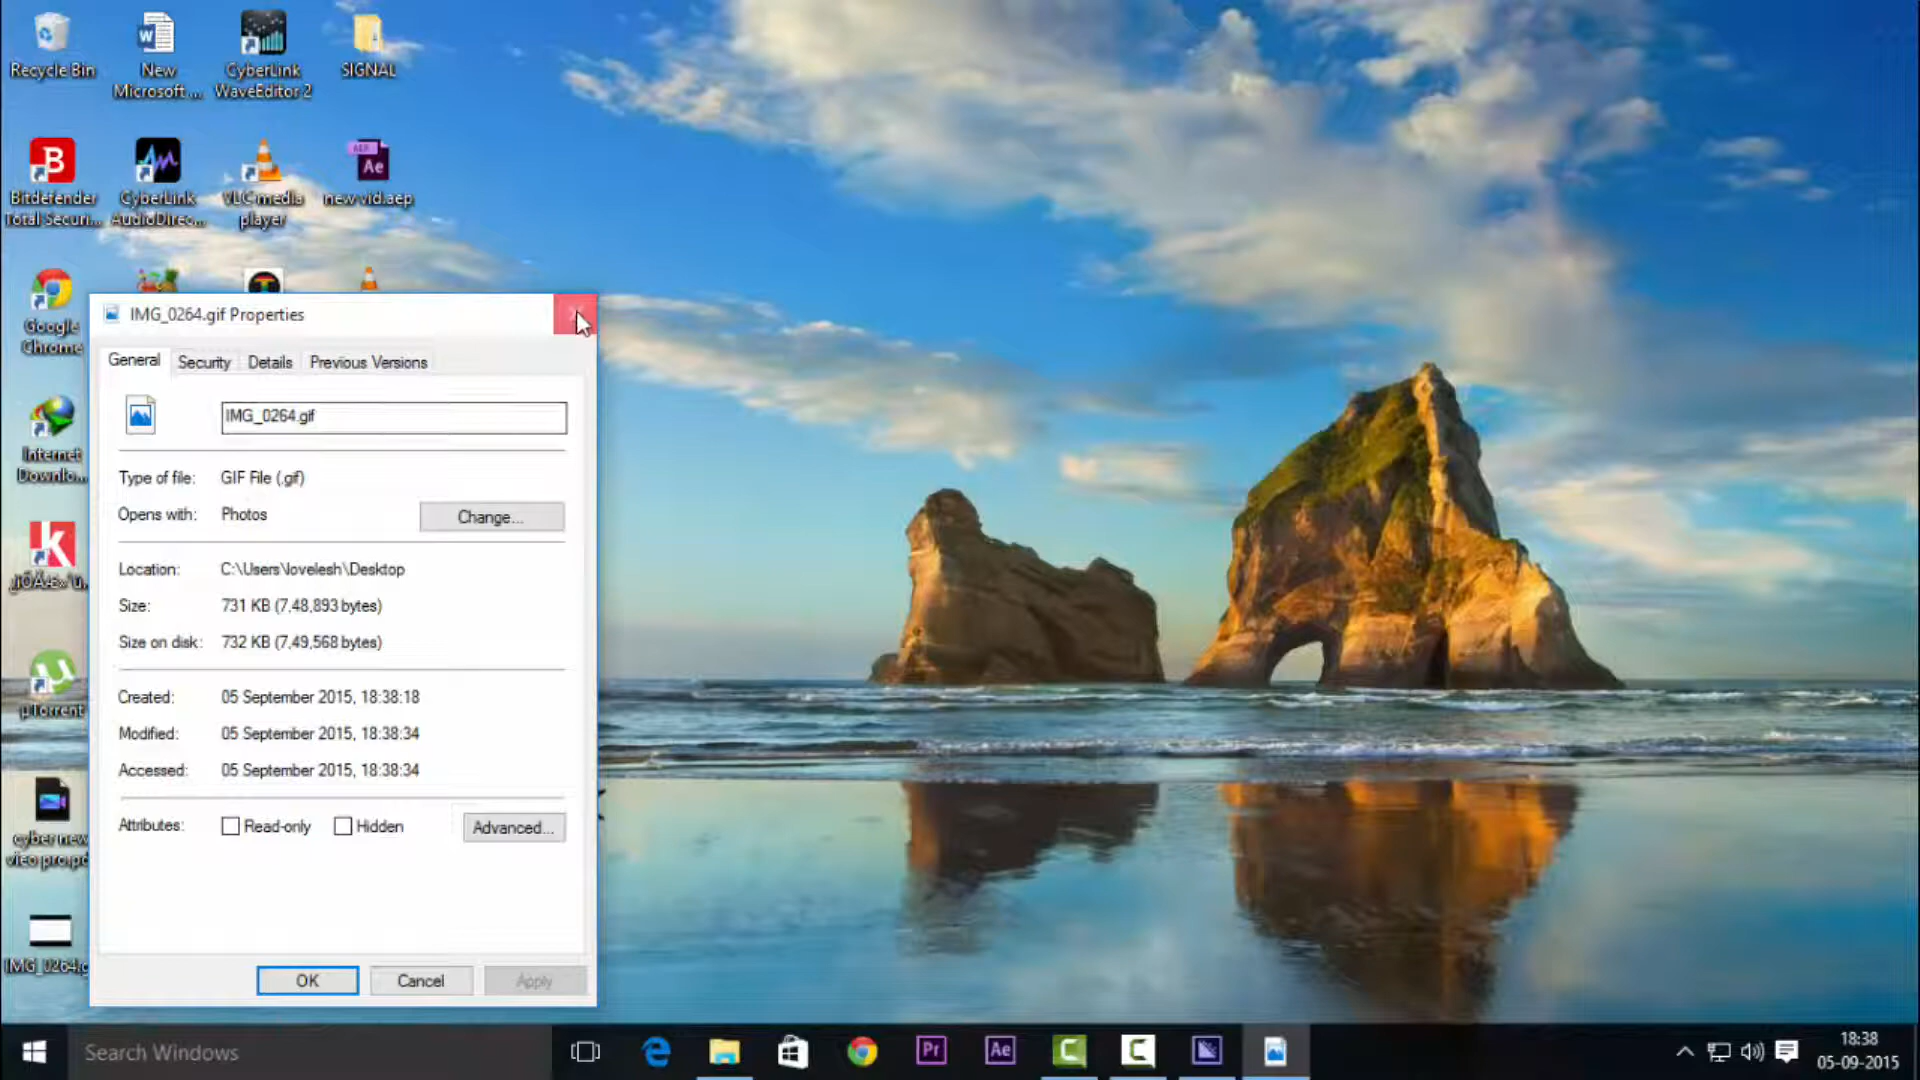 Recycle Bin
New
Microsoft ...
CyberLink
WaveEditor 2
SIGNAL
Bitdefender
Total Securi...
CyberLink
AudioDirec...
VLC media
player
new vid.aep
Google
Chrome
Internet
Downlo...
µTorrent
cyber new
IMG_0264.g
IMG_0264.gif Properties
General
Security
Details
Previous Versions
IMG_0264.gif
Type of file: GIF File (.gif)
Opens with: Photos
Change...
Location: C:\Users\lovelesh\Desktop
Size: 731 KB (7,48,893 bytes)
Size on disk: 732 KB (7,49,568 bytes)
Created: 05 September 2015, 18:38:18
Modified: 05 September 2015, 18:38:34
Accessed: 05 September 2015, 18:38:34
Attributes: Read-only Hidden
Advanced...
OK
Cancel
Apply
Search Windows
Pr
Ae
18:38
05-09-2015